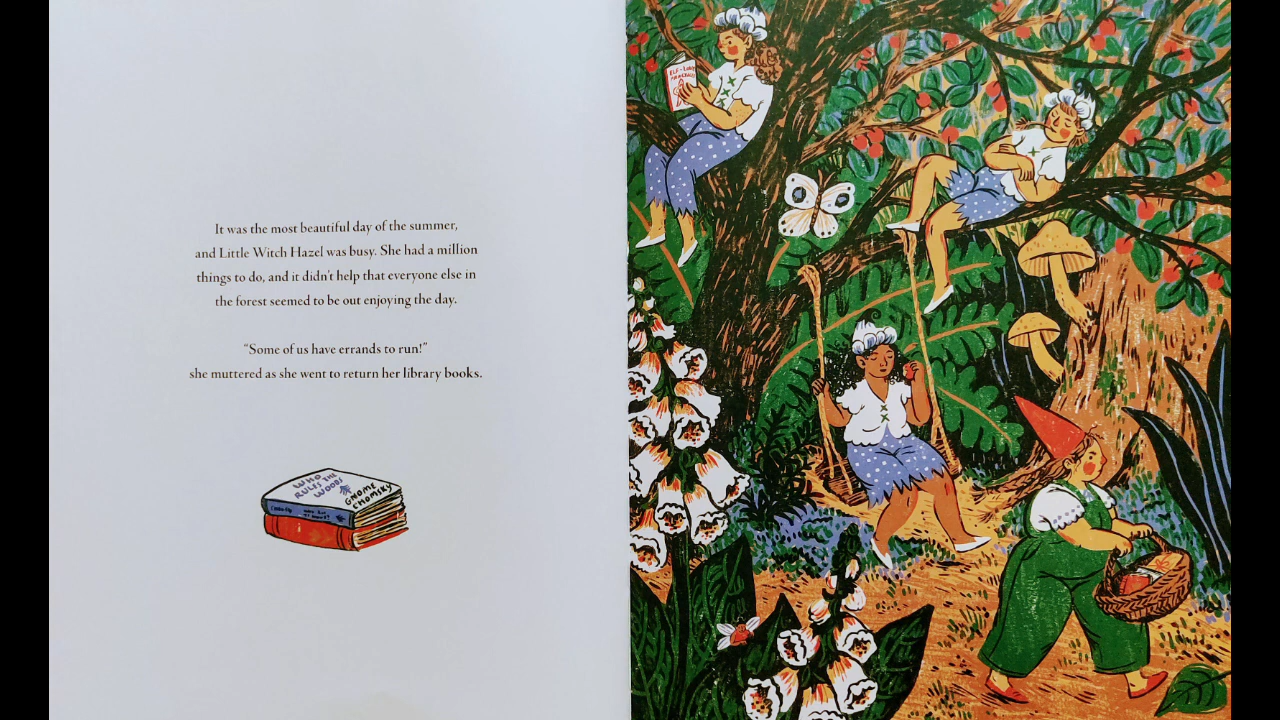 It was the most beautiful day of the summer,
and Little Witch Hazel was busy. She had a million
things to do, and it didn't help that everyone else in
the forest seemed to be out enjoying the day.
“Some of us have errands to run!”
she muttered as she went to return her library books.
WHO
RULES THE
WOODS
GNOME
CHOMSKY